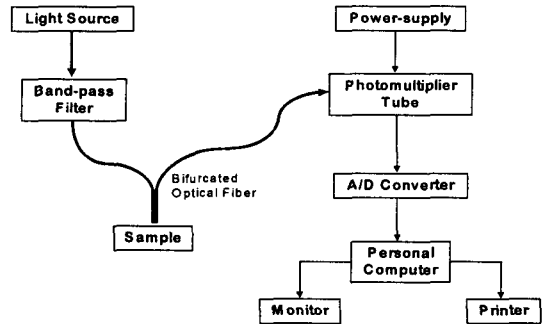 Light Source
Power-supply
Band-pass
Filter
Photomultiplier
Tube
Bifurcated
Optical Fiber
A/D Converter
Sample
Personal
Computer
Monitor
Printer